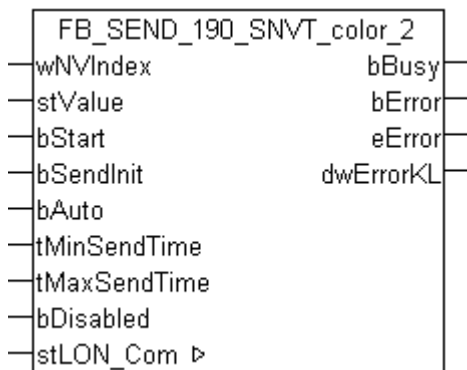 FB_SEND_190_SNVT_color_2
wNVIndex bBusy
stValue bError
bStart eError
bSendInit dwErrorKL
bAuto
tMinSendTime
tMaxSendTime
bDisabled
stLON_Com ▷